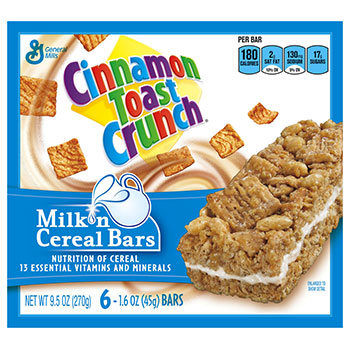 General
Mills
PER BAR
180
CALORIES
2g
SAT FAT
10% DV
130mg
SODIUM
5% DV
17g
SUGARS
Cinnamon
Toast
Crunch
Milk 'n
Cereal Bars
NUTRITION OF CEREAL
13 ESSENTIAL VITAMINS AND MINERALS
NET WT 9.5 OZ (270g) 6 - 1.6 OZ (45g) BARS
ENLARGED TO
SHOW DETAIL